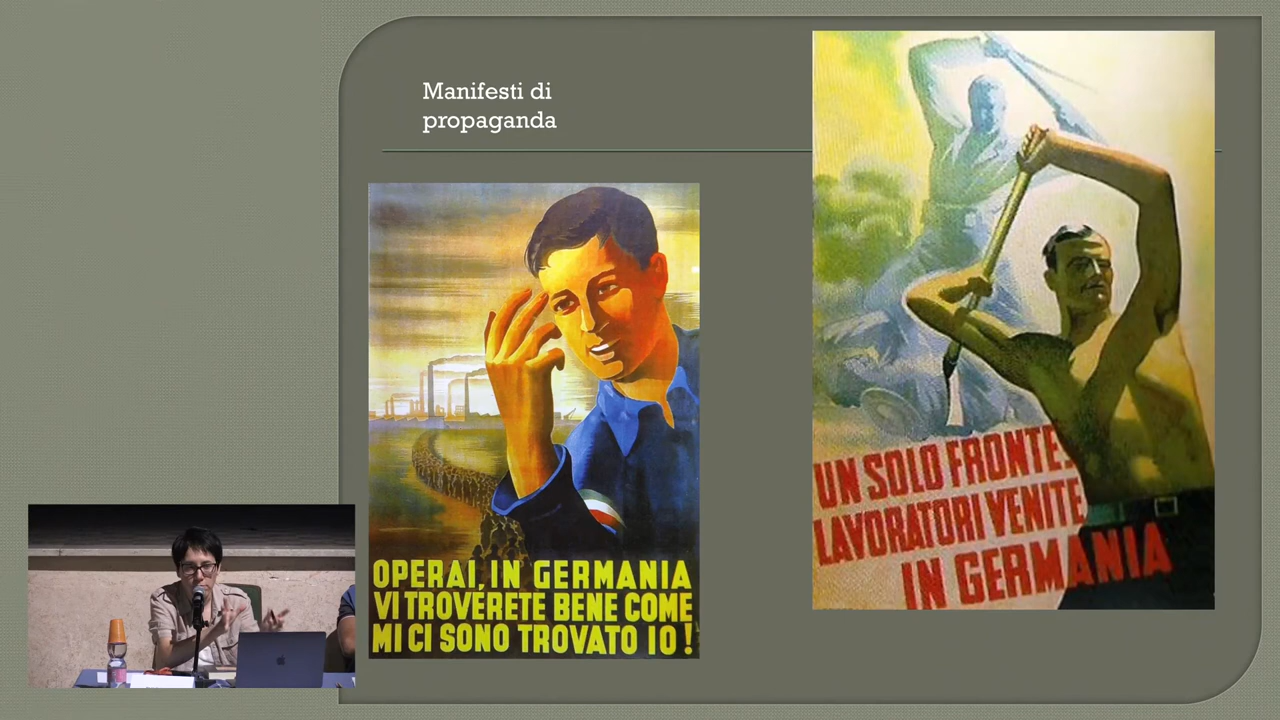 Manifesti di
propaganda
OPERAI, IN GERMANIA
VI TROVERETE BENE COME
MI CI SONO TROVATO IO!
UN SOLO FRONTE!
LAVORATORI VENITE
IN GERMANIA